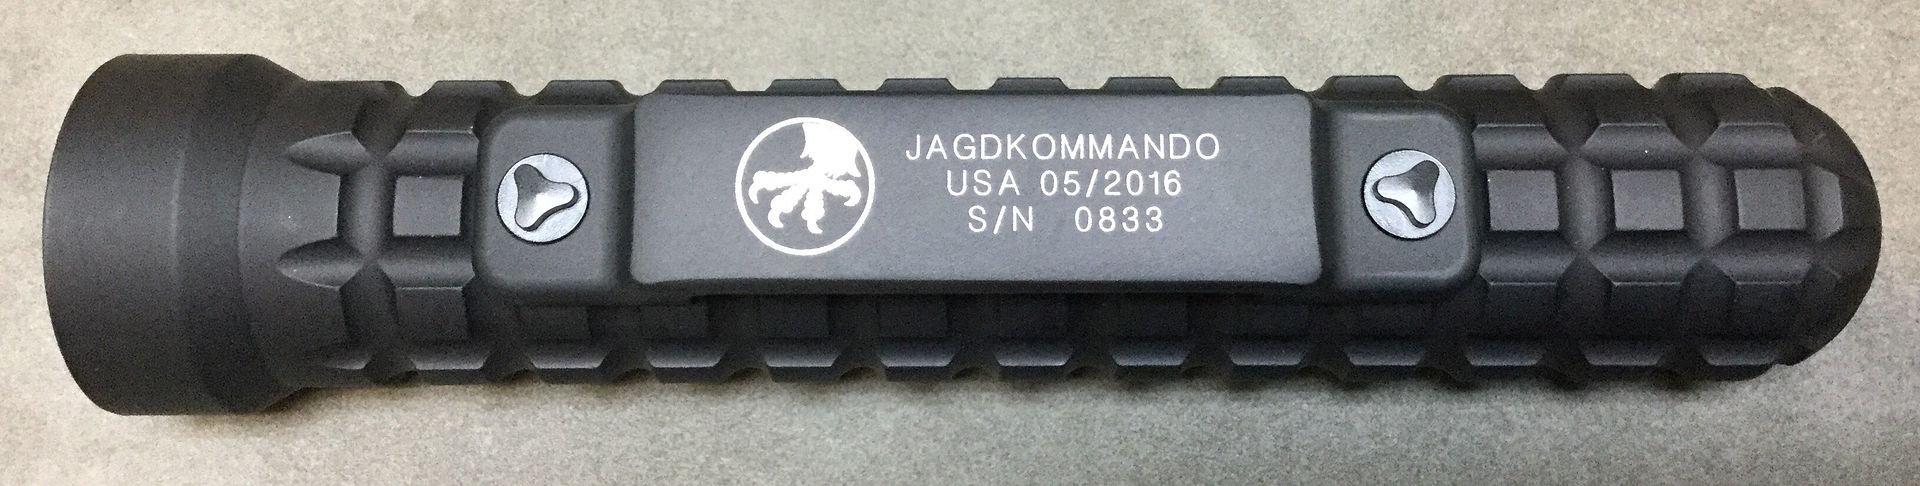 JAGDKOMMANDO
USA 05/2016
S/N 0833